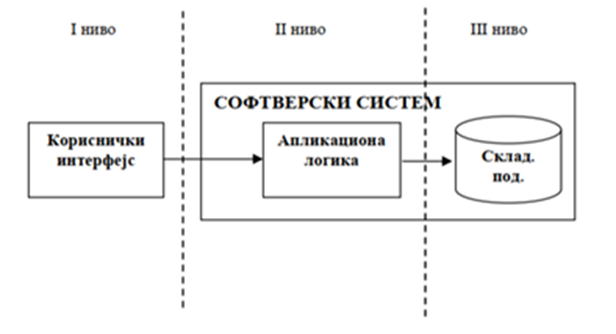 I ниво
II ниво
III ниво
СОФТВЕРСКИ СИСТЕМ
Кориснички
интерфејс
Апликациона
логика
Склад.
под.